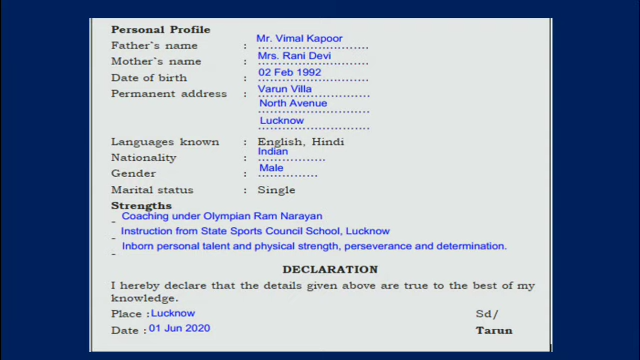 Personal Profile
Father's name : Mr. Vimal Kapoor
Mother's name : Mrs. Rani Devi
Date of birth : 02 Feb 1992
Permanent address : Varun Villa
North Avenue
Lucknow
Languages known : English, Hindi
Nationality : Indian
Gender : Male
Marital status : Single
Strengths
- Coaching under Olympian Ram Narayan
- Instruction from State Sports Council School, Lucknow
- Inborn personal talent and physical strength, perseverance and determination.
DECLARATION
I hereby declare that the details given above are true to the best of my
knowledge.
Place : Lucknow Sd/
Date : 01 Jun 2020 Tarun